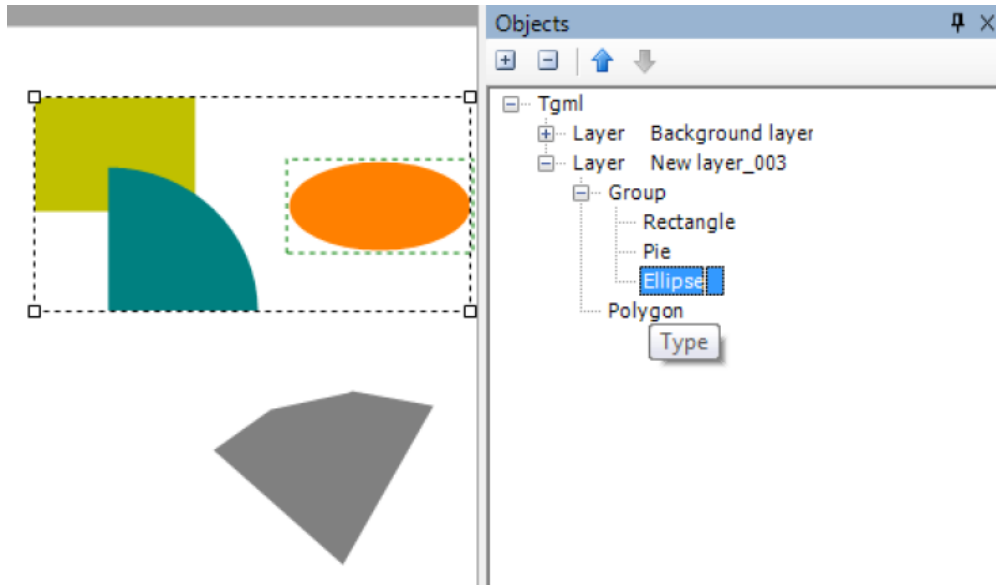 Objects
Tgml
Layer Background layer
Layer New layer_003
Group
Rectangle
Pie
Ellipse
Polygon
Type